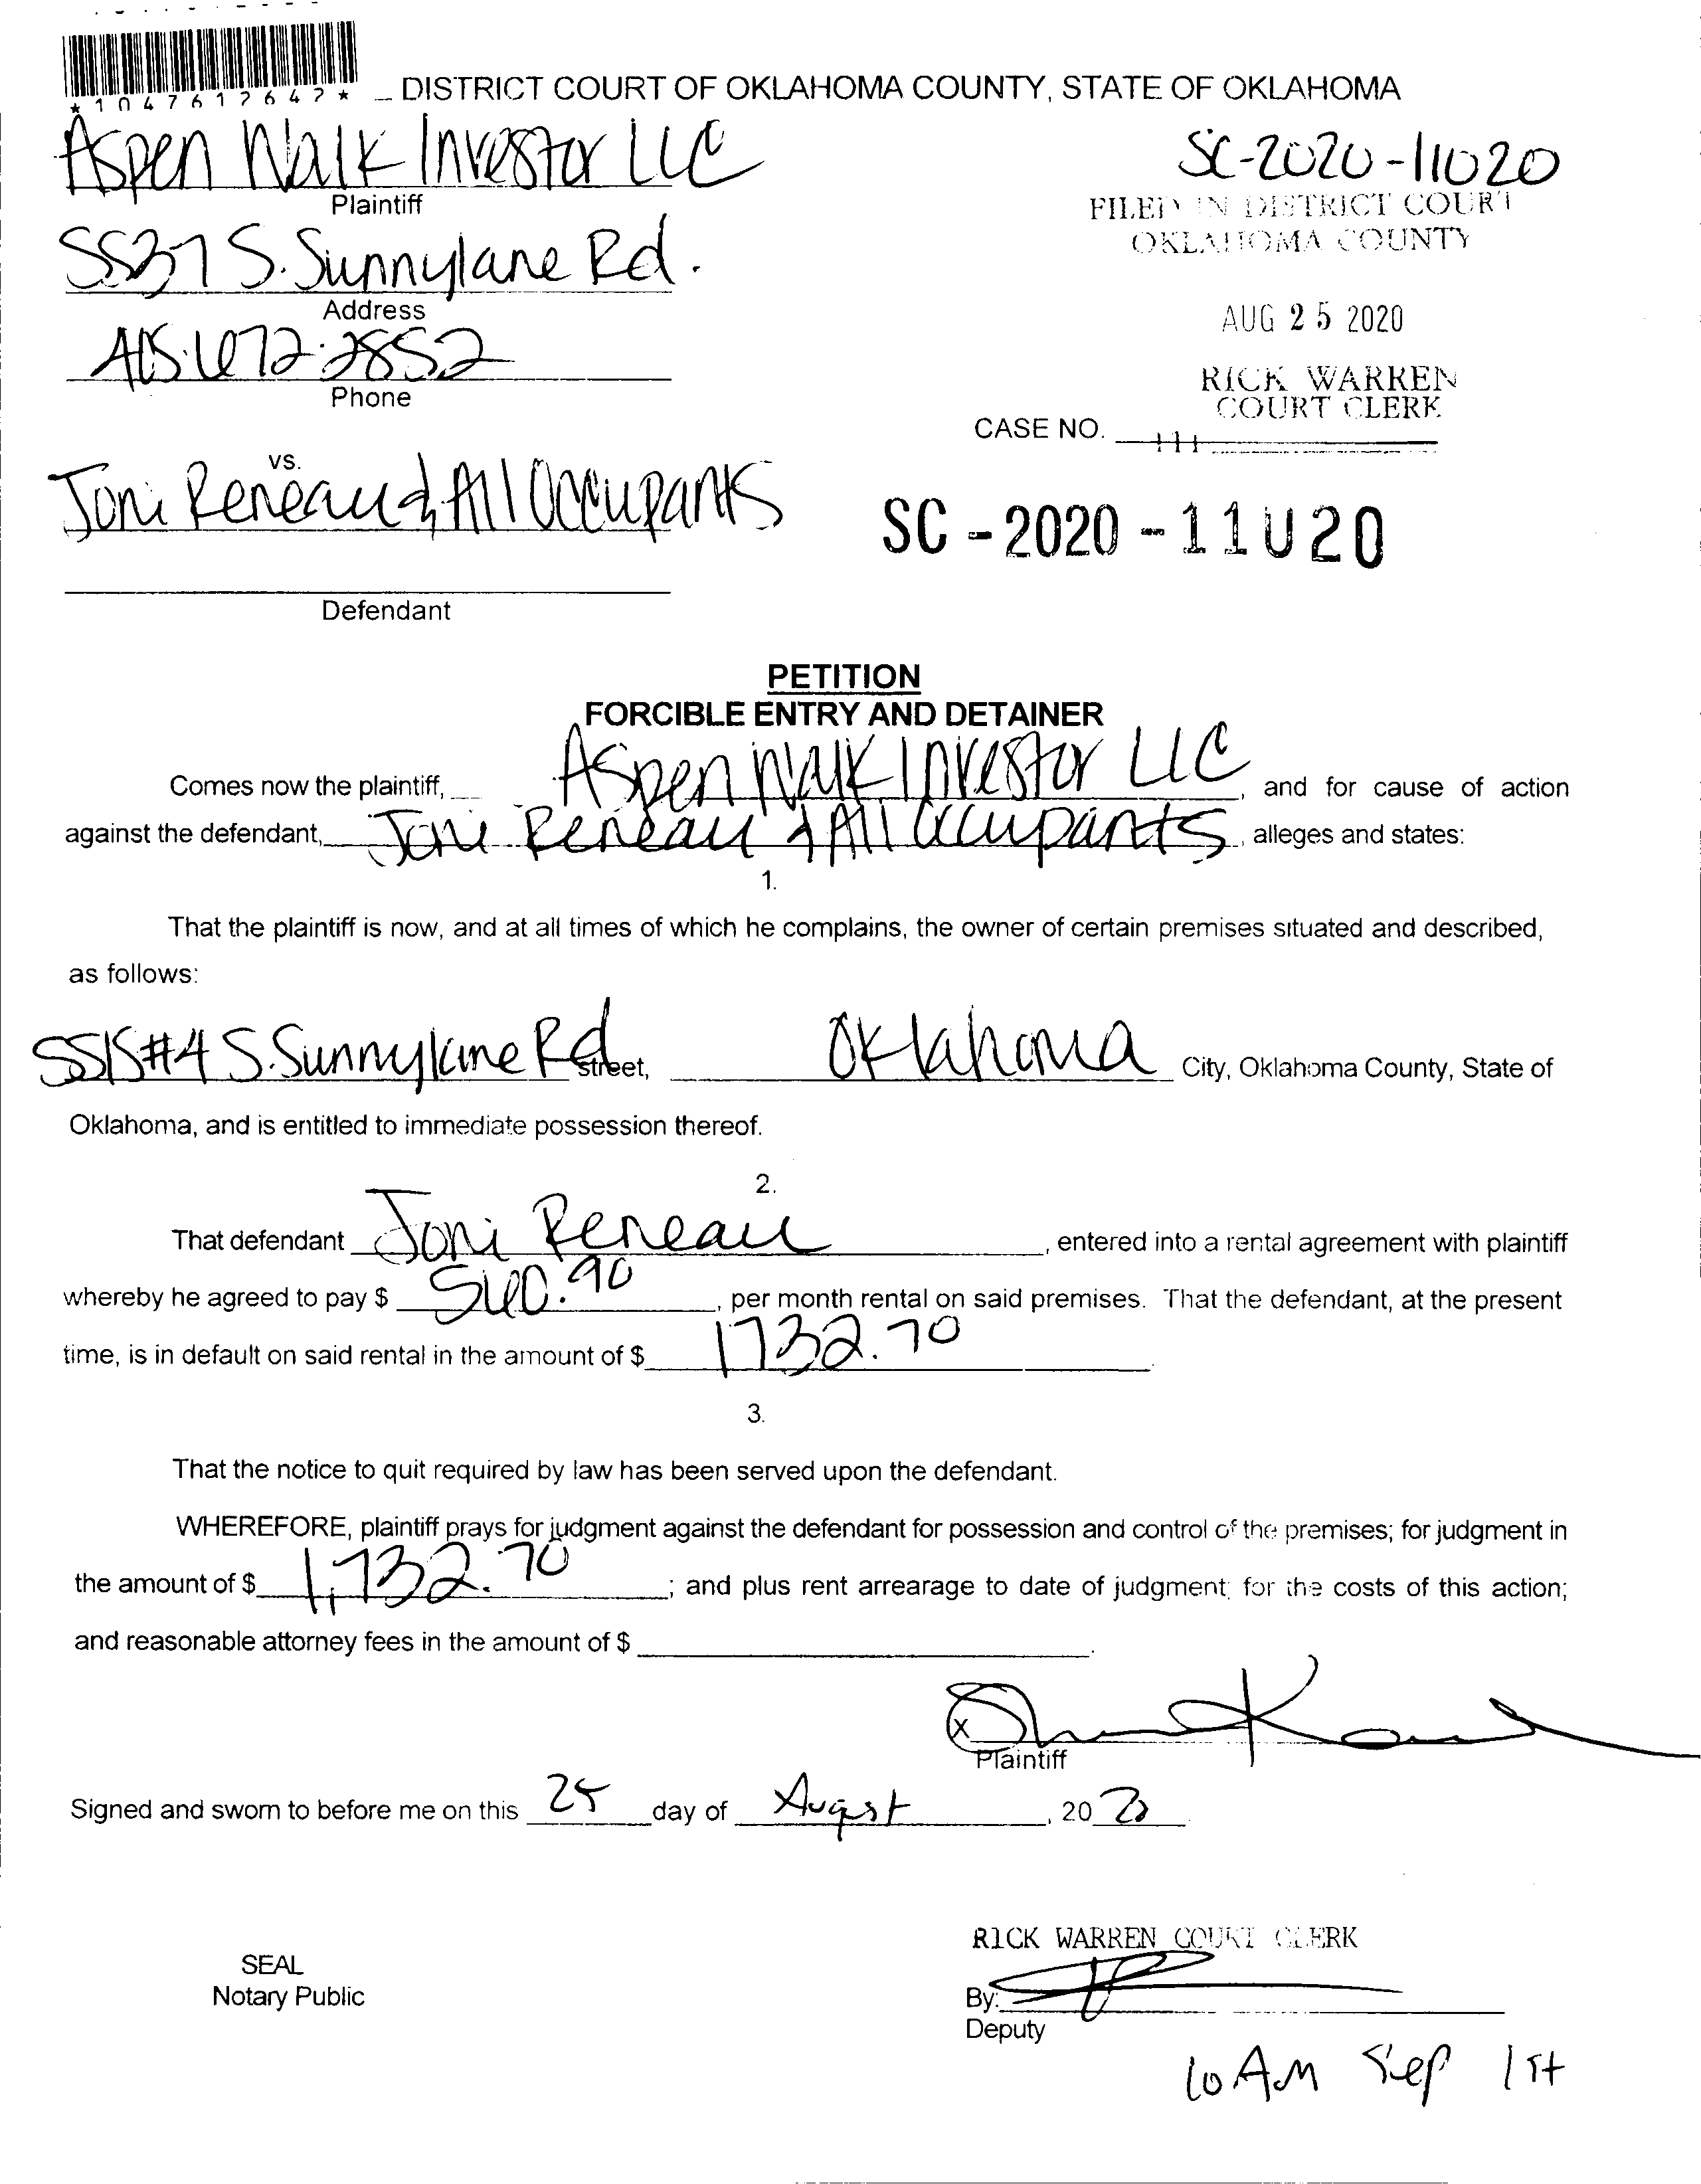 *1047612642*
DISTRICT COURT OF OKLAHOMA COUNTY, STATE OF OKLAHOMA
Aspen Walk Investor LLC
Plaintiff
SC-2020-11020
FILED IN DISTRICT COURT
OKLAHOMA COUNTY
5537 S. Sunnylane Rd.
Address
AUG 25 2020
405.672.2852
Phone
RICK WARREN
COURT CLERK
CASE NO.
vs.
Joni Reneau & All Occupants
SC - 2020 - 11020
Defendant
PETITION
FORCIBLE ENTRY AND DETAINER
Comes now the plaintiff, Aspen Walk Investor LLC, and for cause of action
against the defendant, Joni Reneau & All Occupants, alleges and states:
1.
That the plaintiff is now, and at all times of which he complains, the owner of certain premises situated and described,
as follows:
5515 #4 S. Sunnylane Rd street, Oklahoma City, Oklahoma County, State of
Oklahoma, and is entitled to immediate possession thereof.
2.
That defendant Joni Reneau, entered into a rental agreement with plaintiff
whereby he agreed to pay $ 560.90, per month rental on said premises. That the defendant, at the present
time, is in default on said rental in the amount of $ 1732.70.
3.
That the notice to quit required by law has been served upon the defendant.
WHEREFORE, plaintiff prays for judgment against the defendant for possession and control of the premises; for judgment in
the amount of $ 1,732.70; and plus rent arrearage to date of judgment; for the costs of this action;
and reasonable attorney fees in the amount of $ .
x
Plaintiff
Signed and sworn to before me on this 25 day of August, 20 20
RICK WARREN COURT CLERK
SEAL
Notary Public
By:
Deputy
10 AM Sep 1st